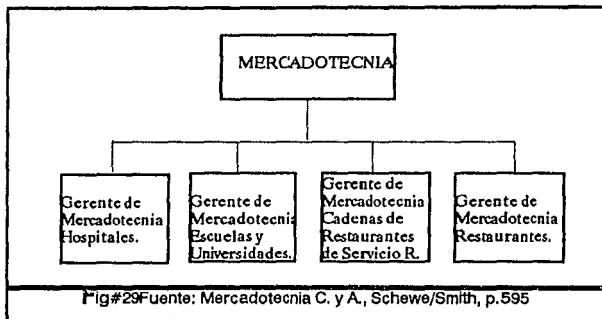 MERCADOTECNIA
Gerente de
Mercadotecnia
Hospitales.
Gerente de
Mercadotecnia
Escuelas y
Universidades.
Gerente de
Mercadotecnia
Cadenas de
Restaurantes
de Servicio R.
Gerente de
Mercadotecnia
Restaurantes.
Fig#29Fuente: Mercadotecnia C. y A., Schewe/Smith, p.595